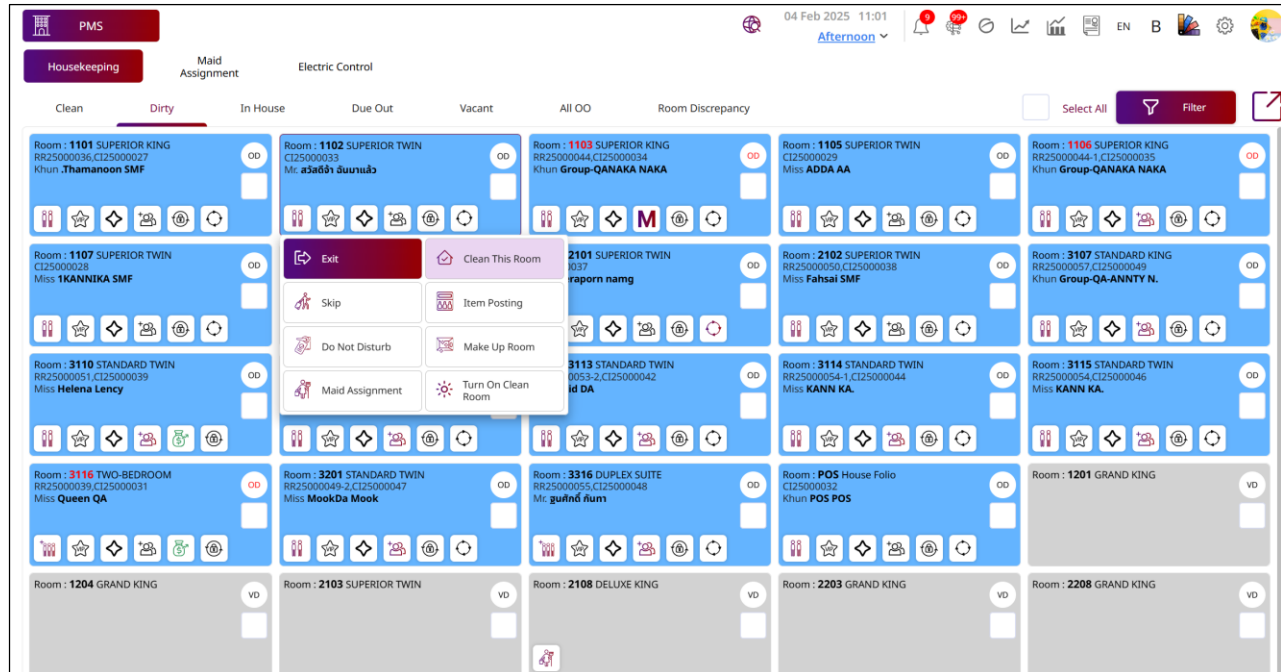 PMS
04 Feb 2025 11:01
Afternoon
9
99+
EN
B
Housekeeping
Maid
Assignment
Electric Control
Clean
Dirty
In House
Due Out
Vacant
All OO
Room Discrepancy
Select All
Filter
Room : 1101 SUPERIOR KING
RR25000036,CI25000027
Khun .Thamanoon SMF
OD
Room : 1102 SUPERIOR TWIN
CI25000033
Mr. สวัสดีจ้า ฉันมาแล้ว
OD
Room : 1103 SUPERIOR KING
RR25000044,CI25000034
Khun Group-QANAKA NAKA
OD
M
Room : 1105 SUPERIOR TWIN
CI25000029
Miss ADDA AA
OD
Room : 1106 SUPERIOR KING
RR25000044-1,CI25000035
Khun Group-QANAKA NAKA
OD
Room : 1107 SUPERIOR TWIN
CI25000028
Miss 1KANNIKA SMF
OD
Exit
Clean This Room
Skip
Item Posting
Do Not Disturb
Make Up Room
Maid Assignment
Turn On Clean
Room
2101 SUPERIOR TWIN
037
raporn namg
OD
Room : 2102 SUPERIOR TWIN
RR25000050,CI25000038
Miss Fahsai SMF
OD
Room : 3107 STANDARD KING
RR25000057,CI25000049
Khun Group-QA-ANNTY N.
OD
Room : 3110 STANDARD TWIN
RR25000051,CI25000039
Miss Helena Lency
OD
3113 STANDARD TWIN
053-2,CI25000042
id DA
OD
Room : 3114 STANDARD TWIN
RR25000054-1,CI25000044
Miss KANN KA.
OD
Room : 3115 STANDARD TWIN
RR25000054,CI25000046
Miss KANN KA.
OD
Room : 3116 TWO-BEDROOM
RR25000039,CI25000031
Miss Queen QA
OD
Room : 3201 STANDARD TWIN
RR25000049-2,CI25000047
Miss MookDa Mook
OD
Room : 3316 DUPLEX SUITE
RR25000055,CI25000048
Mr. ฐนศักดิ์ กันทา
OD
Room : POS House Folio
CI25000032
Khun POS POS
OD
Room : 1201 GRAND KING
VD
Room : 1204 GRAND KING
VD
Room : 2103 SUPERIOR TWIN
VD
Room : 2108 DELUXE KING
VD
Room : 2203 GRAND KING
VD
Room : 2208 GRAND KING
VD